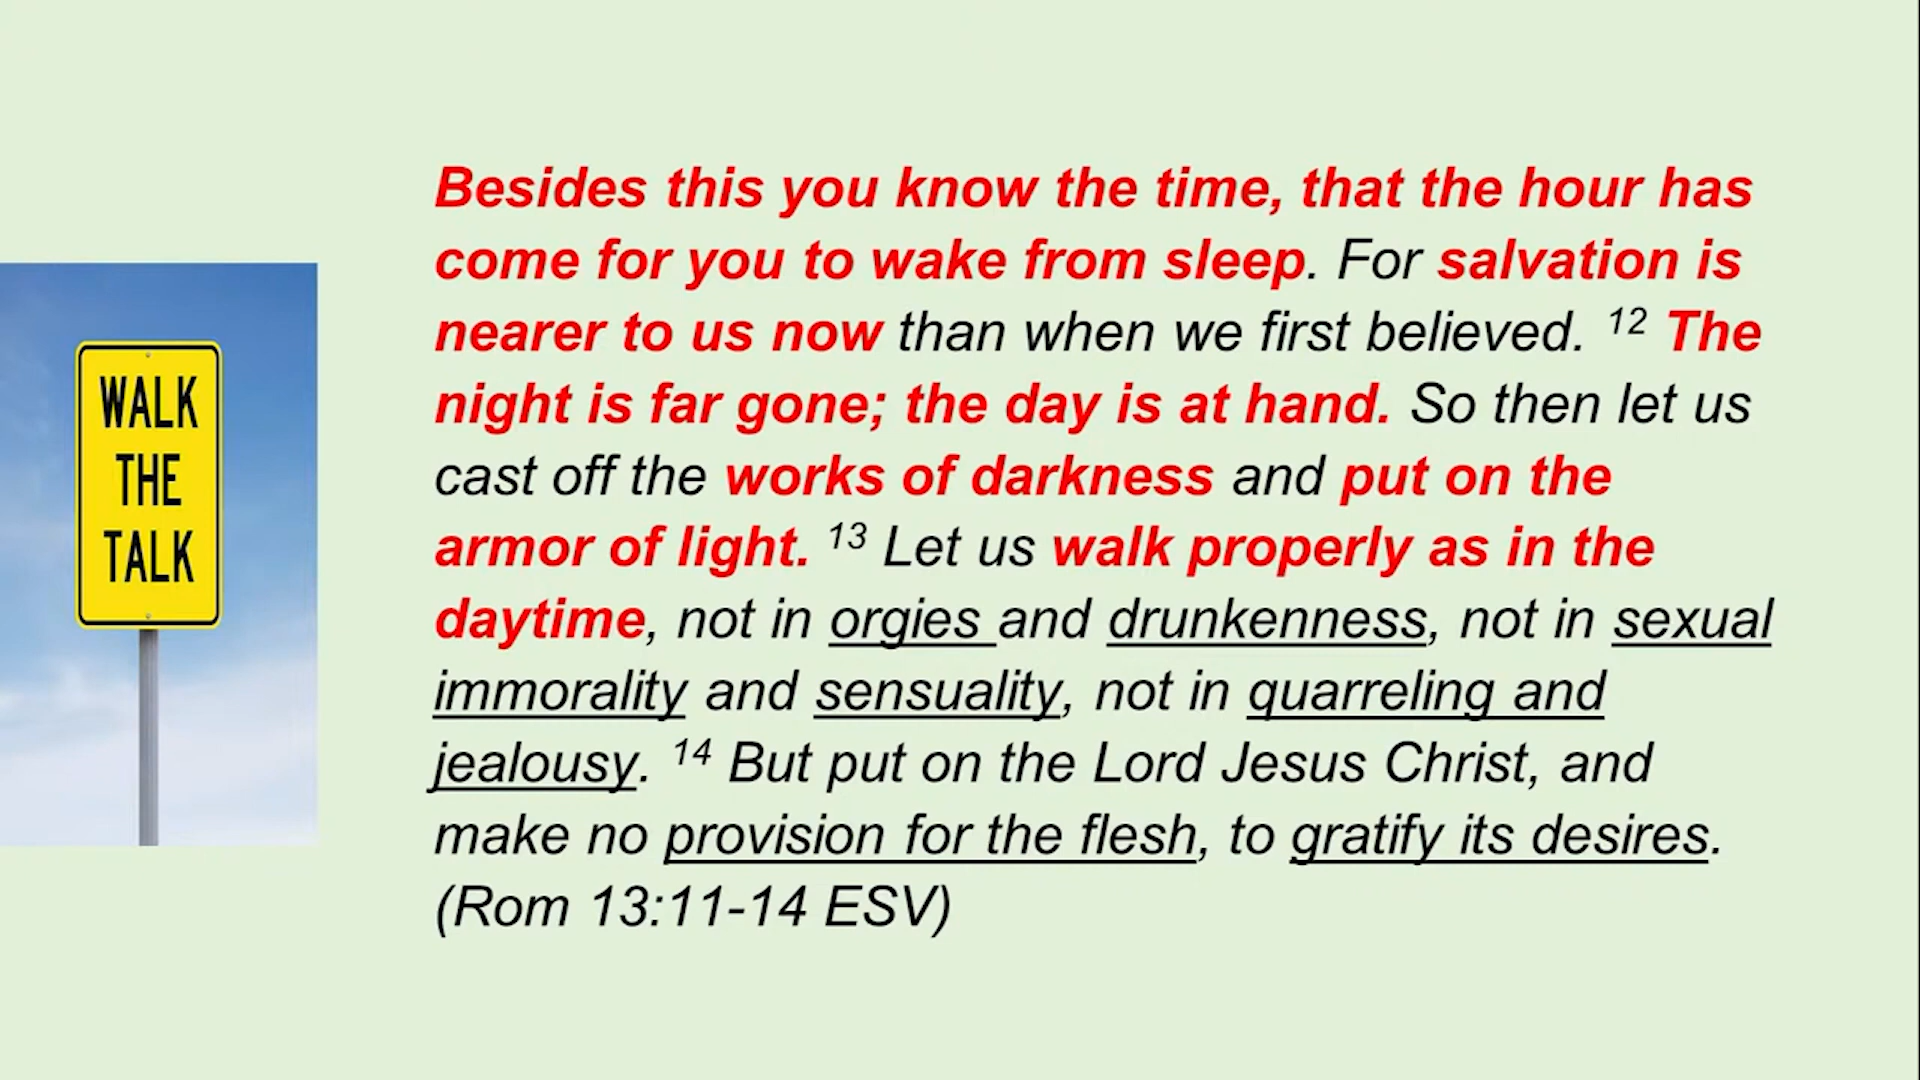 WALK
THE
TALK
Besides this you know the time, that the hour has
come for you to wake from sleep. For salvation is
nearer to us now than when we first believed. 12 The
night is far gone; the day is at hand. So then let us
cast off the works of darkness and put on the
armor of light. 13 Let us walk properly as in the
daytime, not in orgies and drunkenness, not in sexual
immorality and sensuality, not in quarreling and
jealousy. 14 But put on the Lord Jesus Christ, and
make no provision for the flesh, to gratify its desires.
(Rom 13:11-14 ESV)